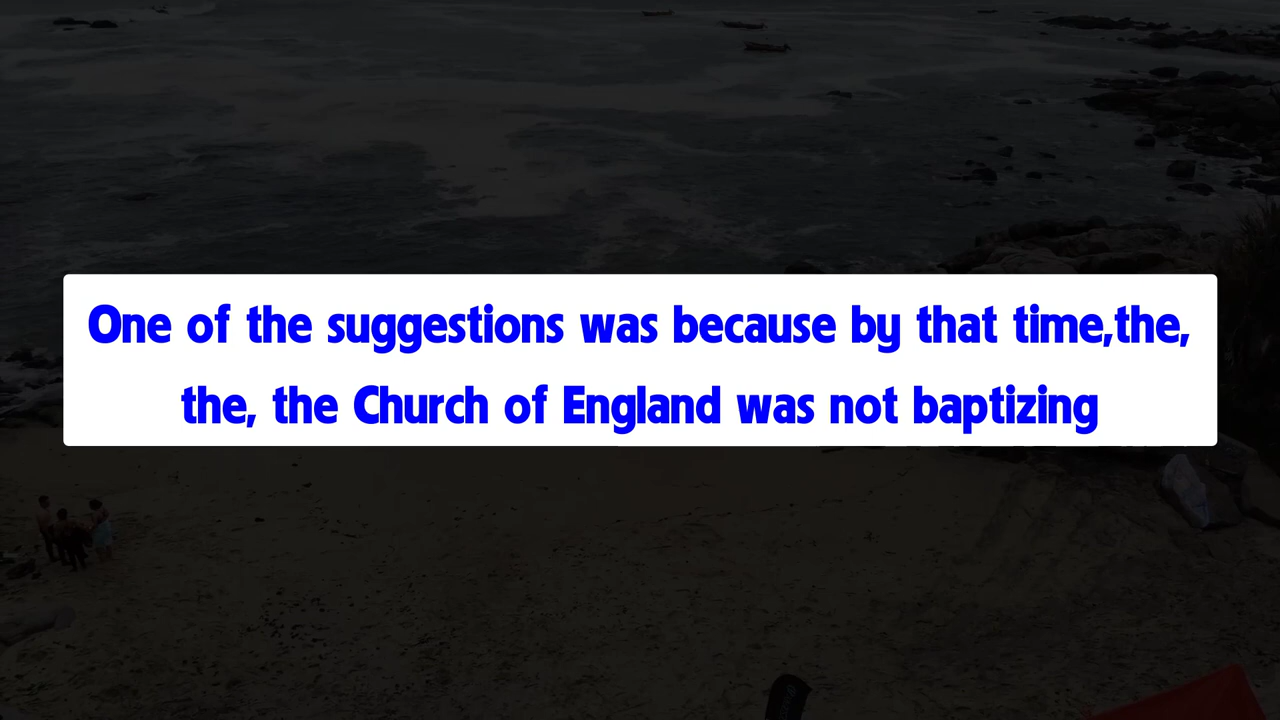 One of the suggestions was because by that time,the,
the, the Church of England was not baptizing